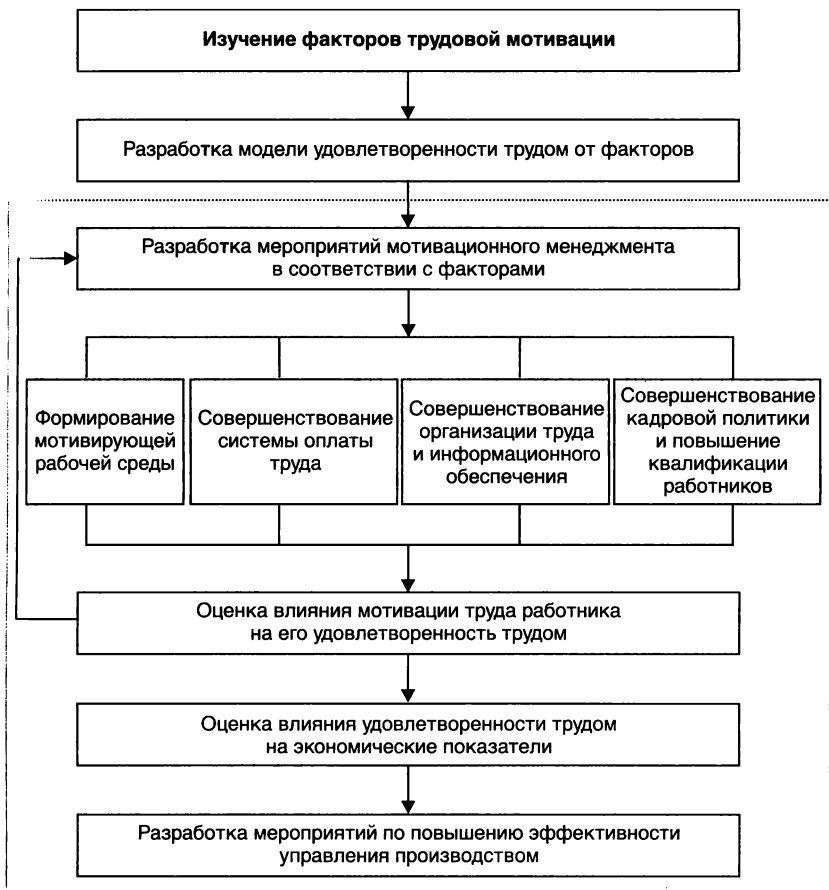 Изучение факторов трудовой мотивации
Разработка модели удовлетворенности трудом от факторов
Разработка мероприятий мотивационного менеджмента
в соответствии с факторами
Формирование
мотивирующей
рабочей среды
Совершенствование
системы оплаты
труда
Совершенствование
организации труда
и информационного
обеспечения
Совершенствование
кадровой политики
и повышение
квалификации
работников
Оценка влияния мотивации труда работника
на его удовлетворенность трудом
Оценка влияния удовлетворенности трудом
на экономические показатели
Разработка мероприятий по повышению эффективности
управления производством